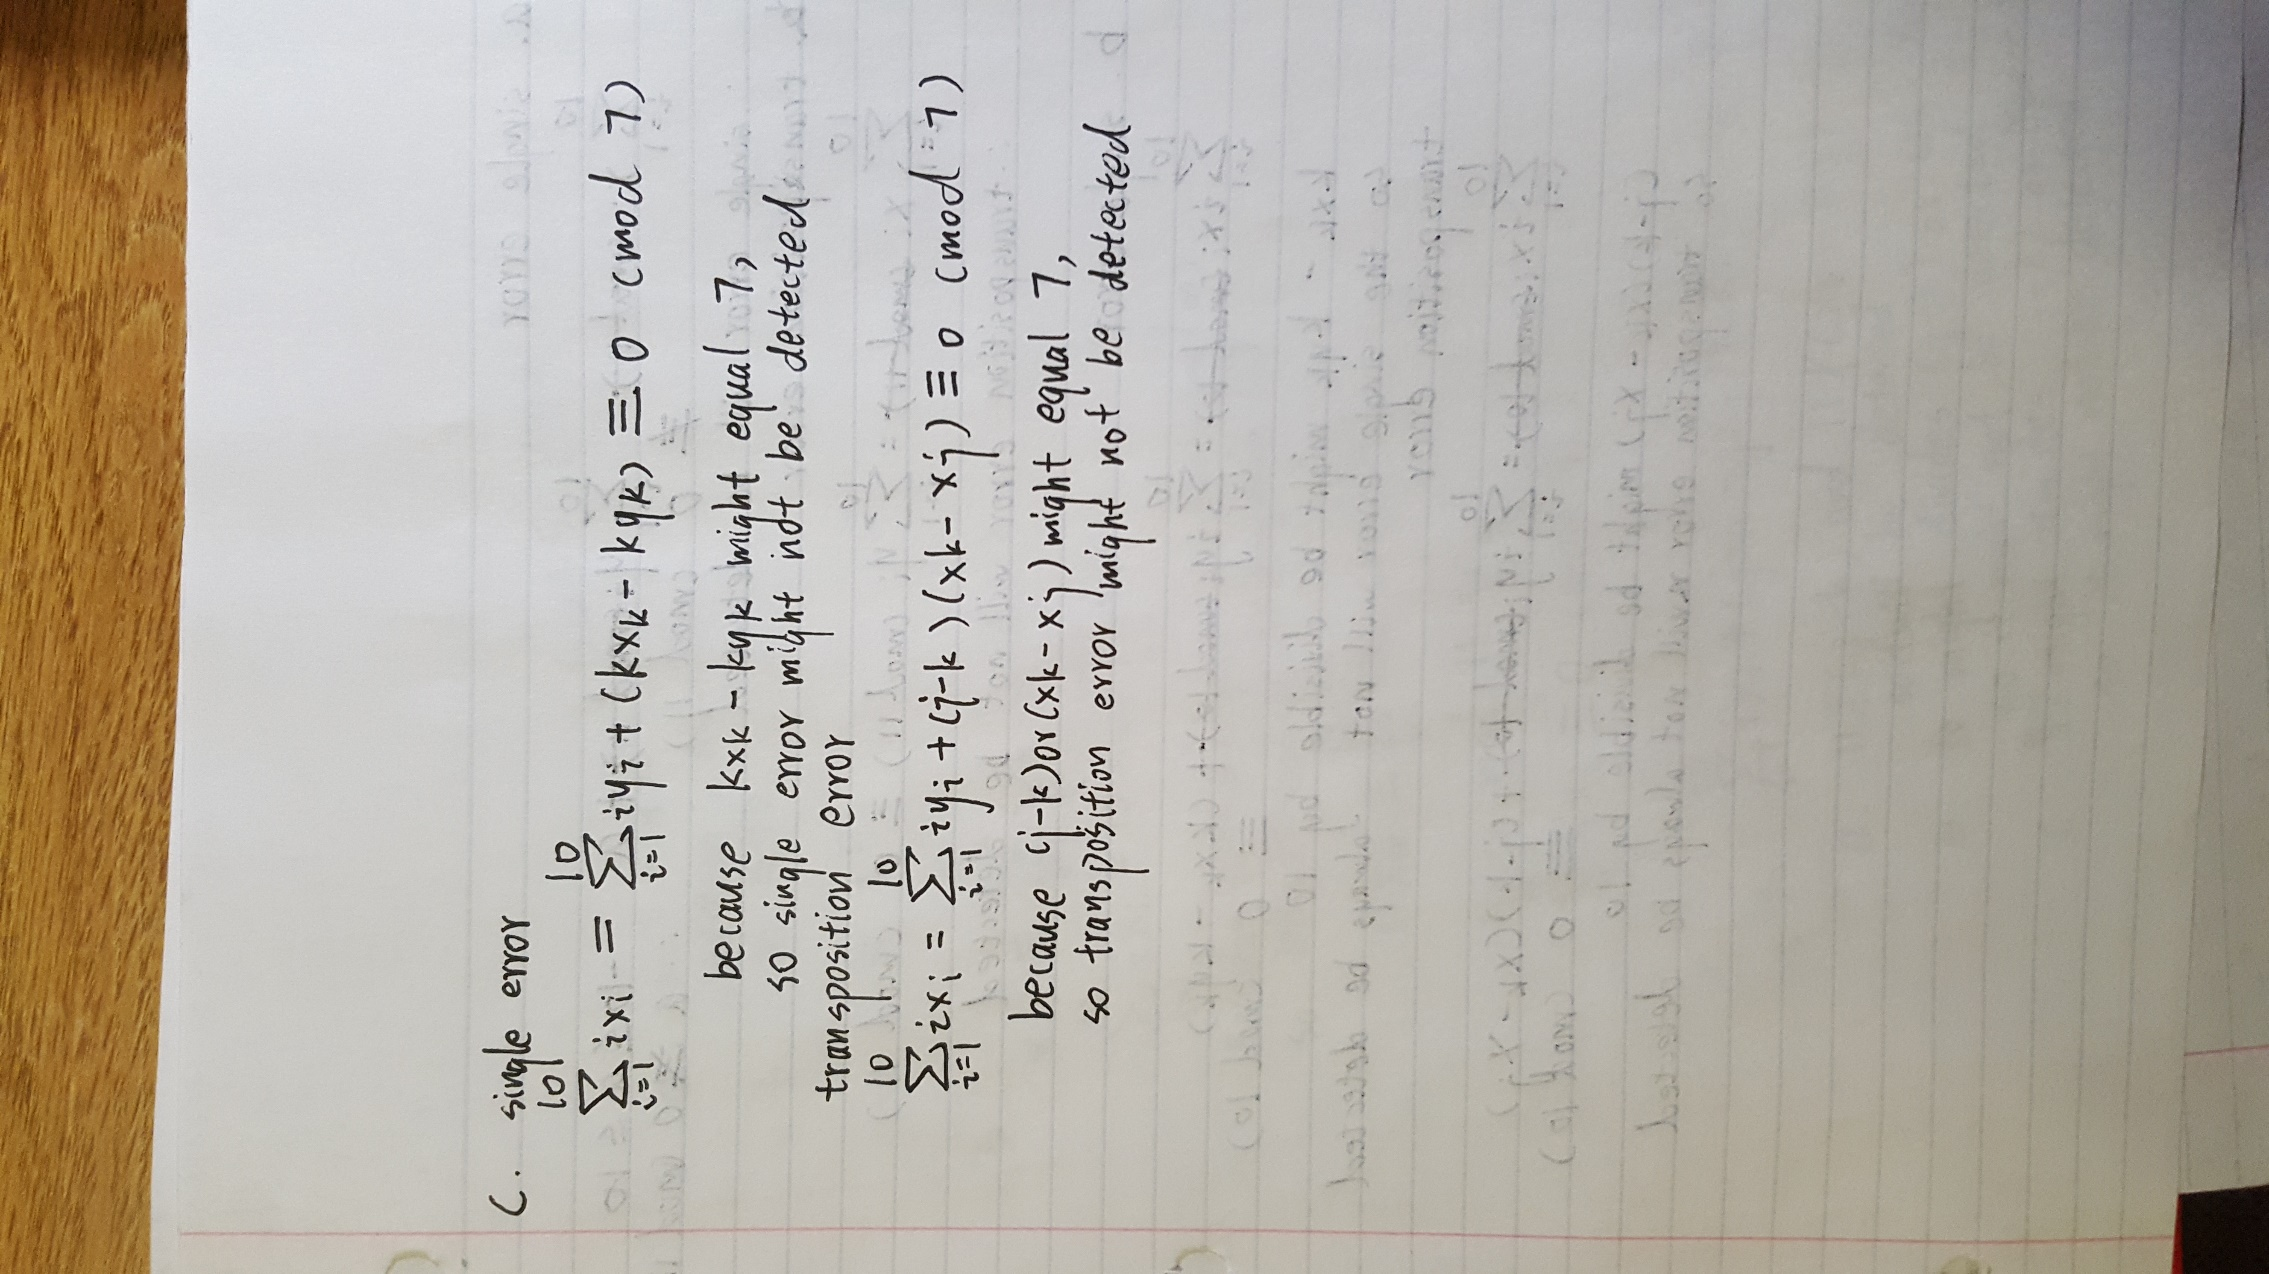 c. single error
10 10
∑ixi = ∑iyi + (kxk - kyk) ≡ 0 (mod 7)
i=1 i=1
because kxk - kyk might equal 7,
so single error might not be detected
transposition error
10 10
∑ixi = ∑iyi + (j-k)(xk - xj) ≡ 0 (mod 7)
i=1 i=1
because (j-k) or (xk - xj) might equal 7,
so transposition error might not be detected